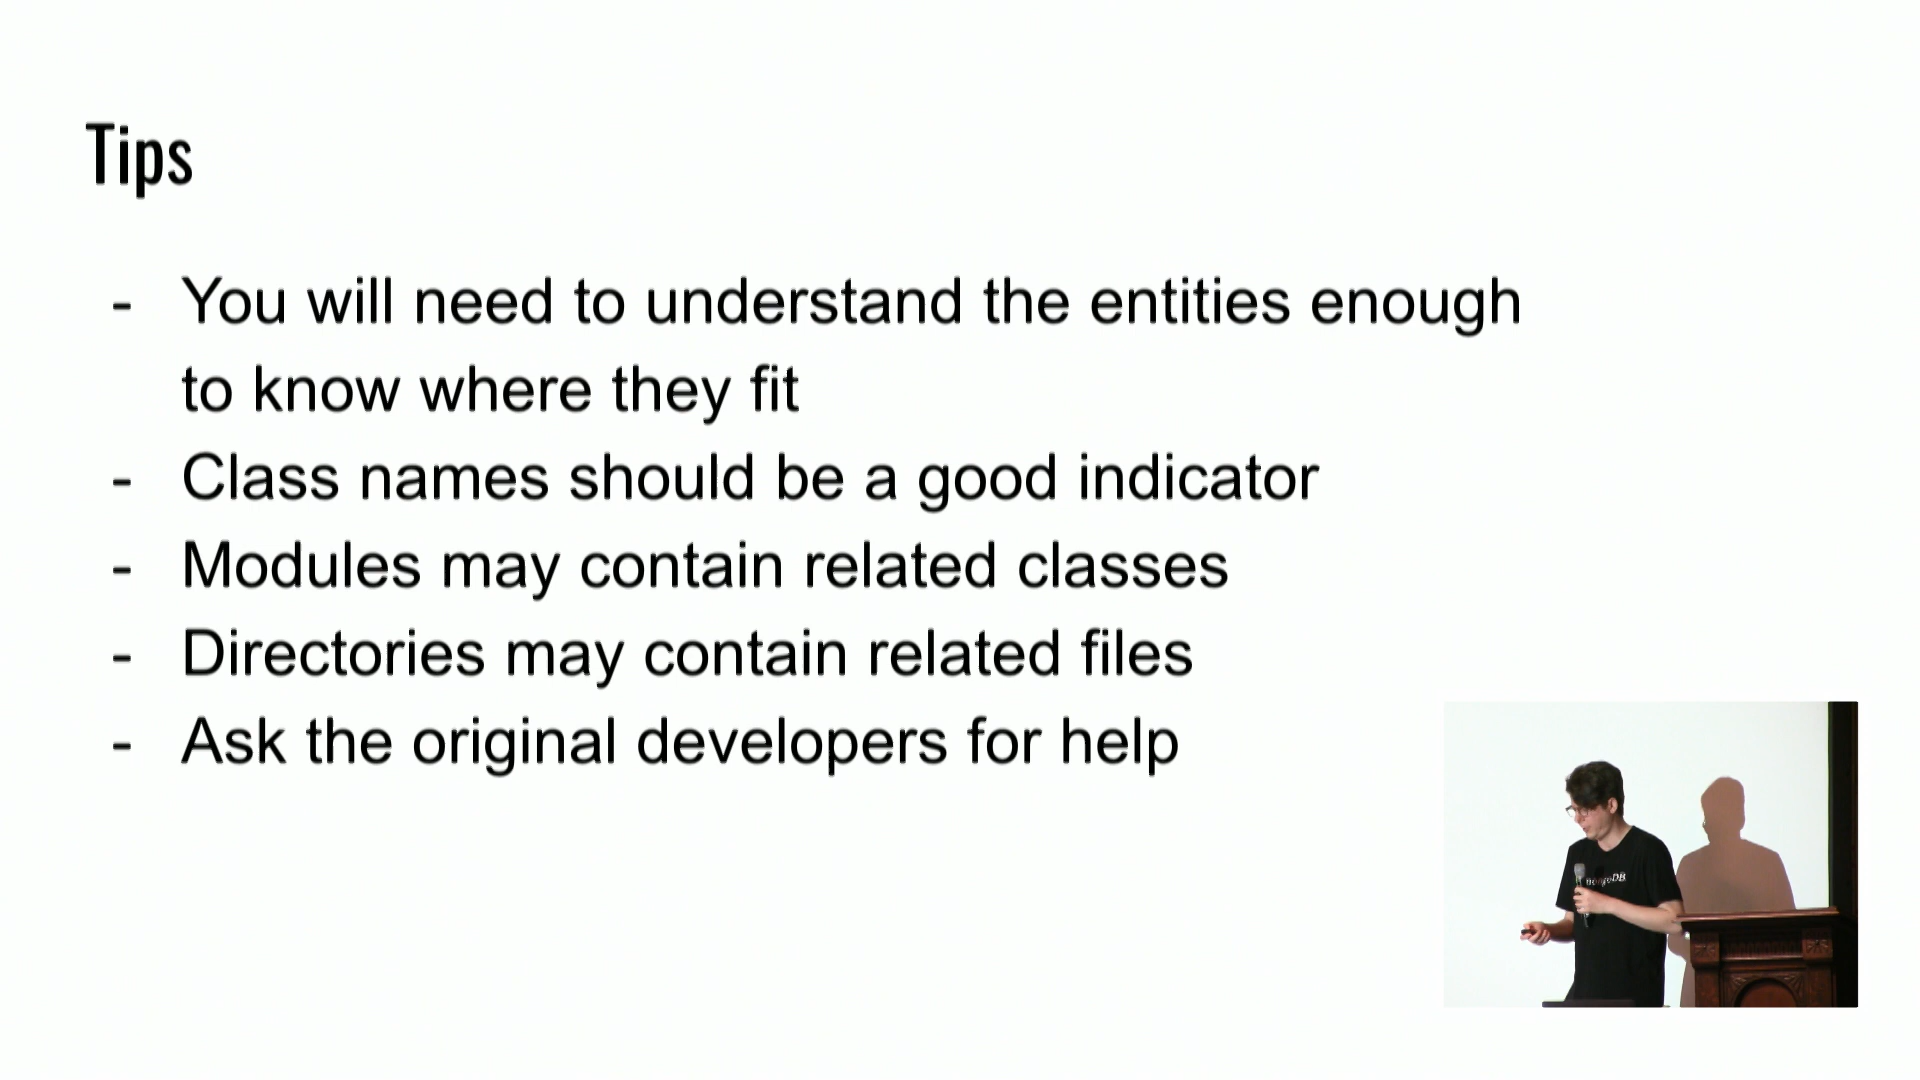 Tips
- You will need to understand the entities enough
to know where they fit
- Class names should be a good indicator
- Modules may contain related classes
- Directories may contain related files
- Ask the original developers for help